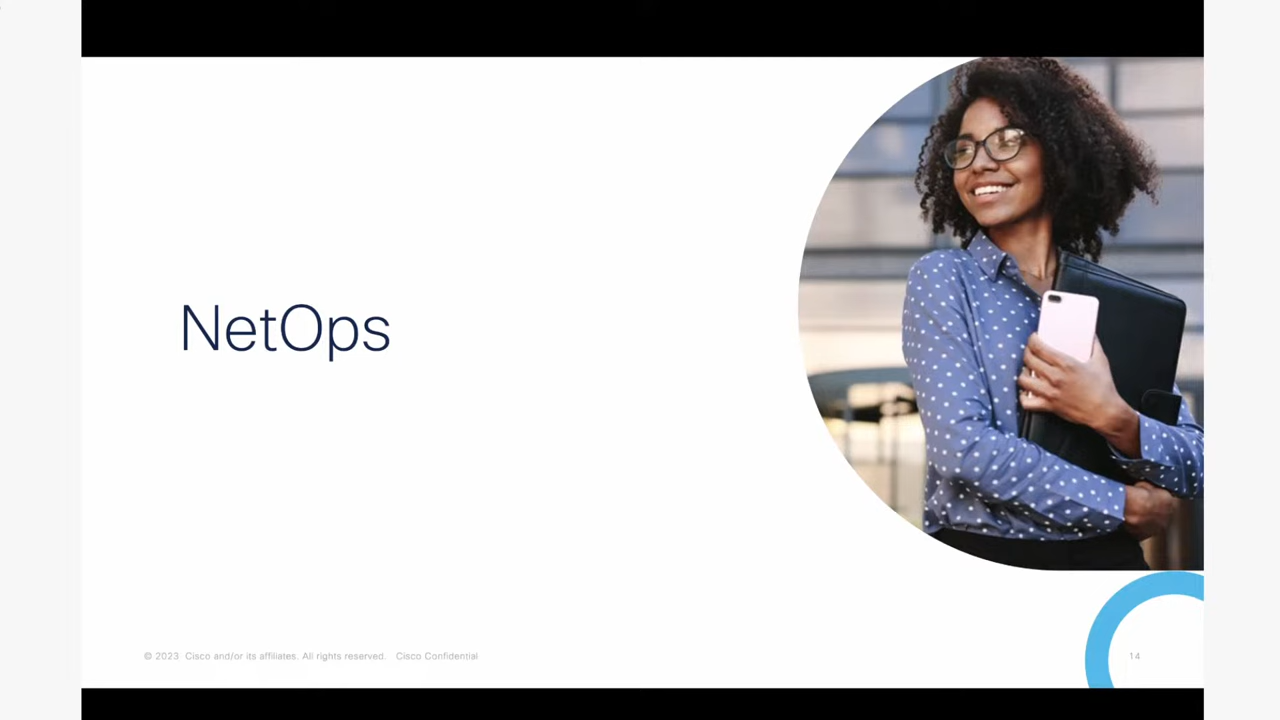 NetOps
© 2023 Cisco and/or its affiliates. All rights reserved. Cisco Confidential
14